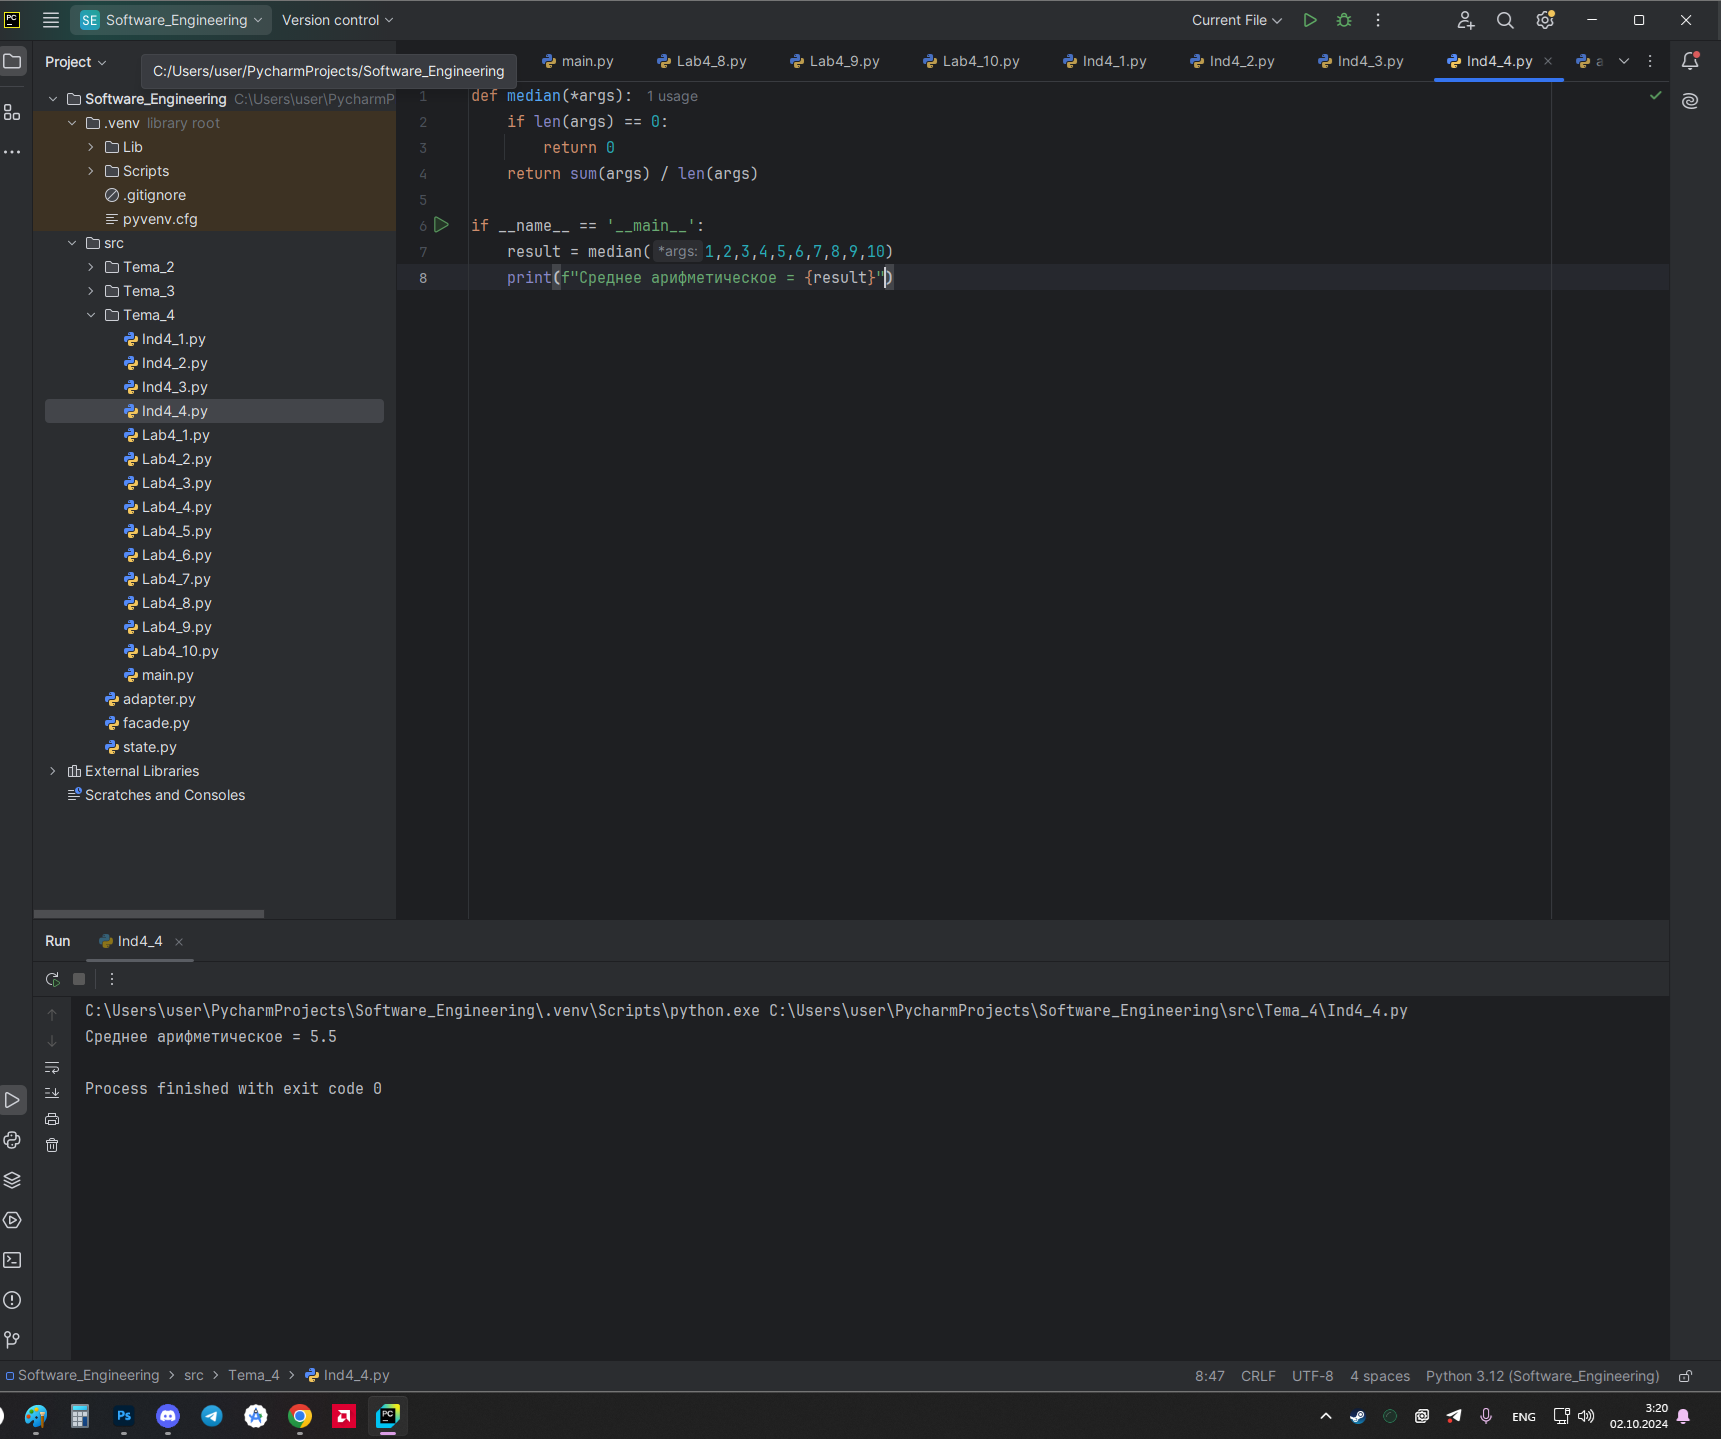 PC
SE Software_Engineering
Version control
Current File
Project
C:/Users/user/PycharmProjects/Software_Engineering
main.py
Lab4_8.py
Lab4_9.py
Lab4_10.py
Ind4_1.py
Ind4_2.py
Ind4_3.py
Ind4_4.py
a
Software_Engineering C:\Users\user\PycharmP
.venv library root
Lib
Scripts
.gitignore
pyvenv.cfg
src
Tema_2
Tema_3
Tema_4
Ind4_1.py
Ind4_2.py
Ind4_3.py
Ind4_4.py
Lab4_1.py
Lab4_2.py
Lab4_3.py
Lab4_4.py
Lab4_5.py
Lab4_6.py
Lab4_7.py
Lab4_8.py
Lab4_9.py
Lab4_10.py
main.py
adapter.py
facade.py
state.py
External Libraries
Scratches and Consoles
1 def median(*args): 1 usage
2     if len(args) == 0:
3         return 0
4     return sum(args) / len(args)
5
6 if __name__ == '__main__':
7     result = median( *args: 1,2,3,4,5,6,7,8,9,10)
8     print(f"Среднее арифметическое = {result}")
Run
Ind4_4
C:\Users\user\PycharmProjects\Software_Engineering\.venv\Scripts\python.exe C:\Users\user\PycharmProjects\Software_Engineering\src\Tema_4\Ind4_4.py
Среднее арифметическое = 5.5
Process finished with exit code 0
Software_Engineering > src > Tema_4 > Ind4_4.py
8:47 CRLF UTF-8 4 spaces Python 3.12 (Software_Engineering)
Ps
PC
ENG
3:20
02.10.2024